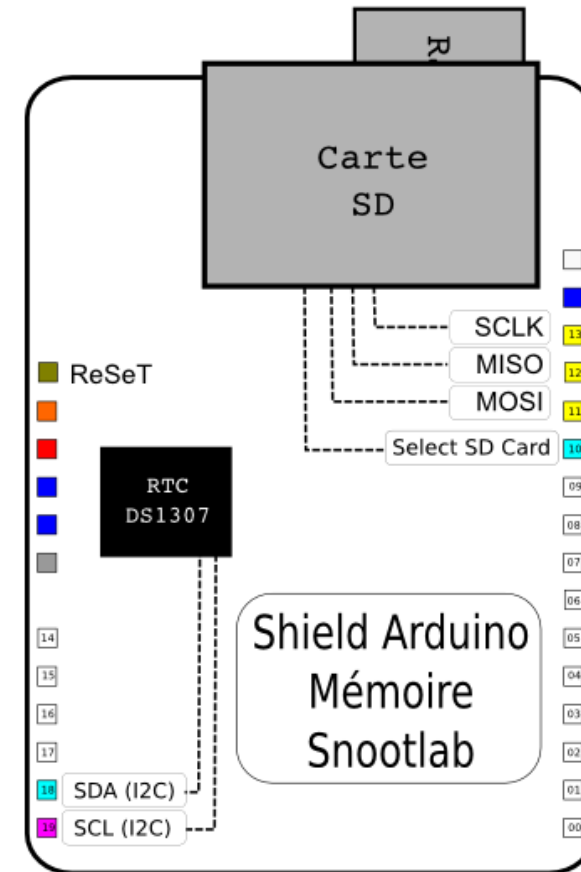 R
Carte
SD
SCLK
13
MISO
12
ReSeT
MOSI
11
Select SD Card
10
RTC
DS1307
09
08
07
06
Shield Arduino
Mémoire
Snootlab
14
05
15
04
16
03
17
02
18
SDA (I2C)
01
19
SCL (I2C)
00